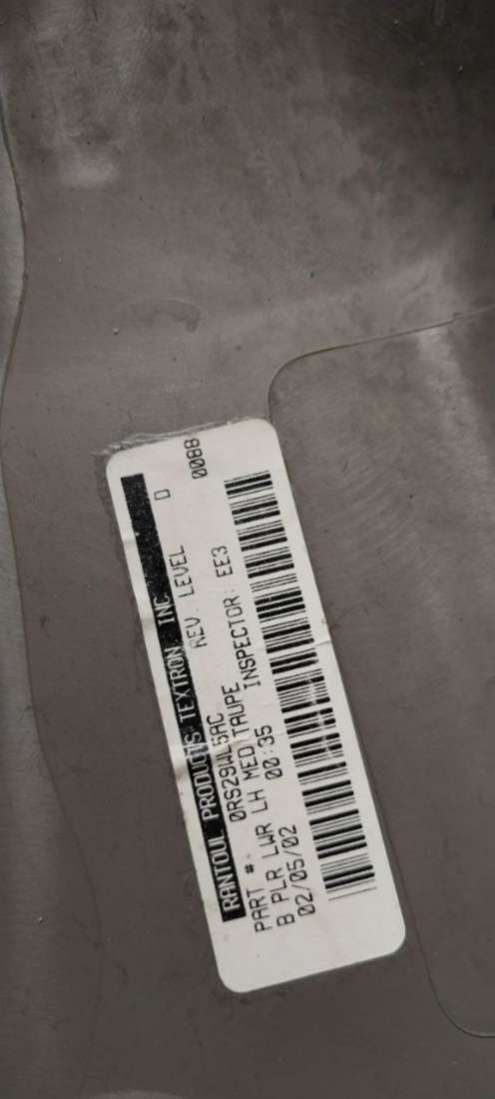 RANTOUL PRODUCTS TEXTRON, INC.
REV. LEVEL D
PART #. 0RS29WL5AC
B PLR LWR LH MED TAUPE
02/05/02 00:35 INSPECTOR: EE3 0088